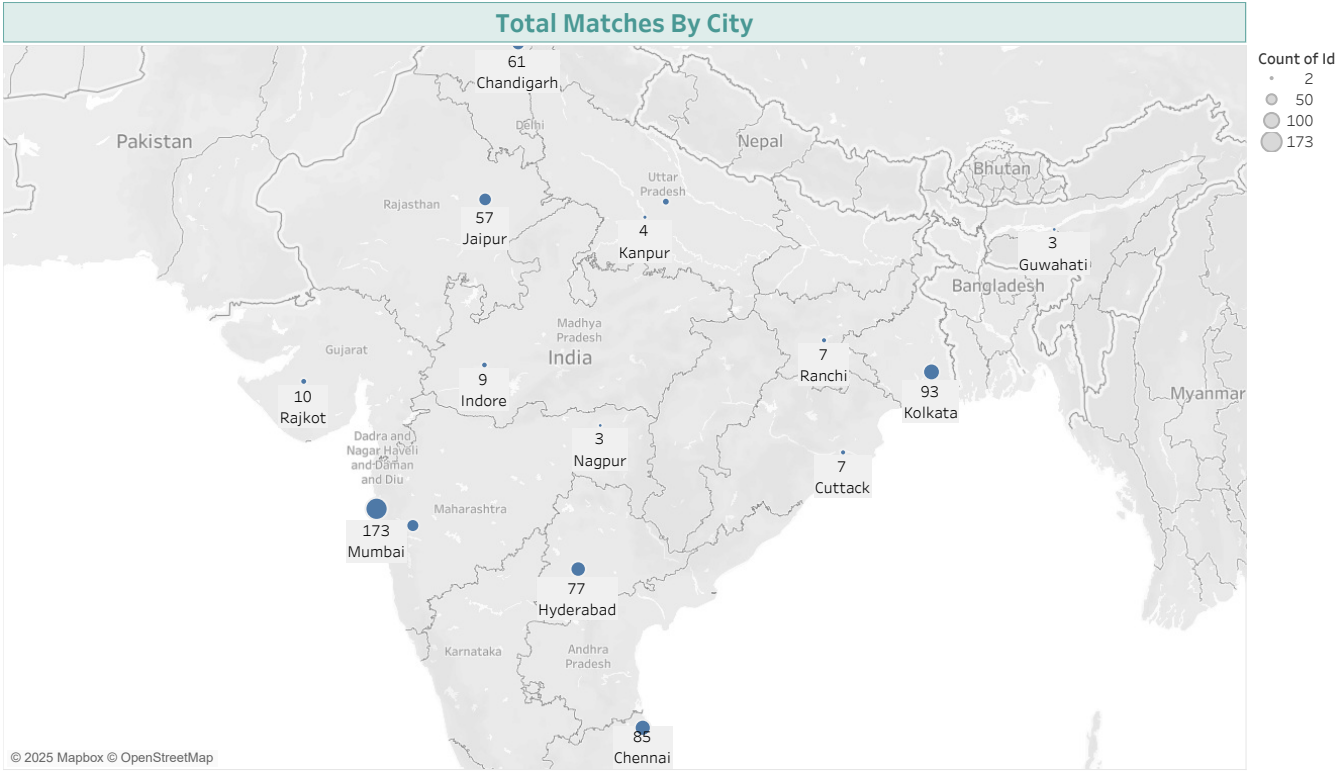 Total Matches By City
Count of Id
2
50
100
173
61
Chandigarh
Delhi
Pakistan
Nepal
Bhutan
Uttar
Pradesh
Rajasthan
57
Jaipur
4
Kanpur
3
Guwahati
Bangladesh
Madhya
Pradesh
India
Gujarat
7
Ranchi
9
Indore
10
Rajkot
93
Kolkata
Myanmar
3
Nagpur
Dadra and
Nagar Haveli
and Daman
and Diu
7
Cuttack
Maharashtra
173
Mumbai
77
Hyderabad
Karnataka
Andhra
Pradesh
85
Chennai
© 2025 Mapbox © OpenStreetMap